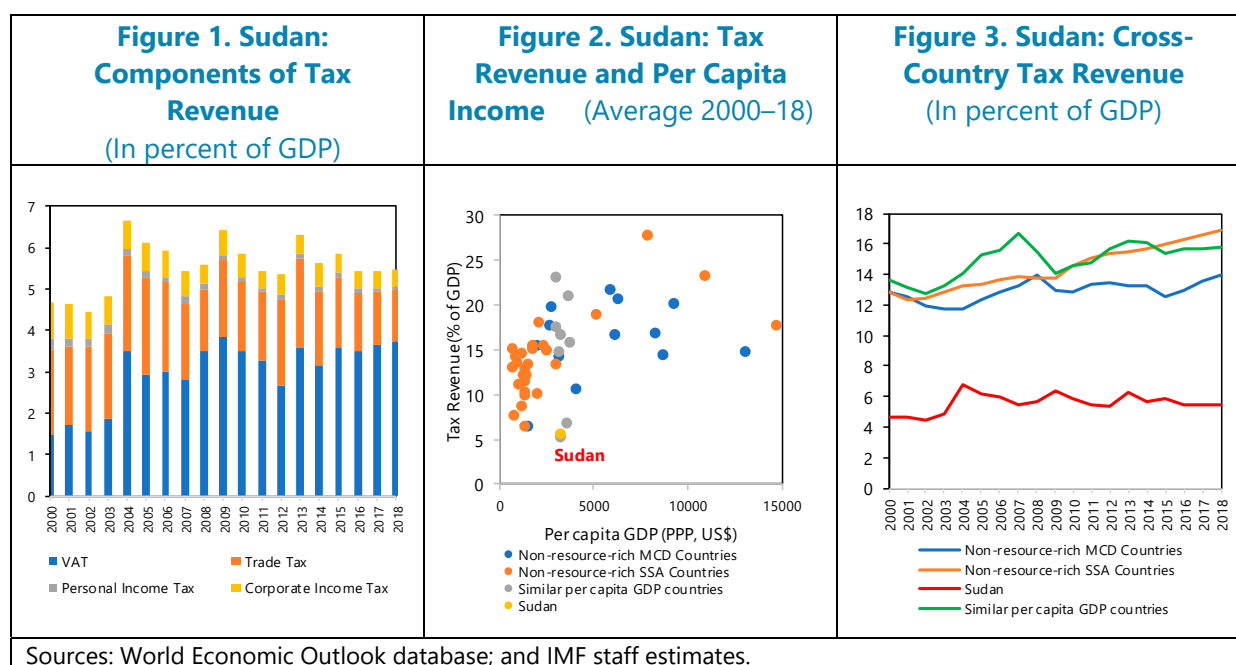 Figure 1. Sudan:
Components of Tax
Revenue
(In percent of GDP)
Figure 2. Sudan: Tax
Revenue and Per Capita
Income (Average 2000–18)
Figure 3. Sudan: Cross-
Country Tax Revenue
(In percent of GDP)
7
6
5
4
3
2
1
0
2000
2001
2002
2003
2004
2005
2006
2007
2008
2009
2010
2011
2012
2013
2014
2015
2016
2017
2018
VAT
Trade Tax
Personal Income Tax
Corporate Income Tax
Tax Revenue (% of GDP)
30
25
20
15
10
5
0
Sudan
0
5000
10000
15000
Per capita GDP (PPP, US$)
Non-resource-rich MCD Countries
Non-resource-rich SSA Countries
Similar per capita GDP countries
Sudan
18
16
14
12
10
8
6
4
2
0
2000
2001
2002
2003
2004
2005
2006
2007
2008
2009
2010
2011
2012
2013
2014
2015
2016
2017
2018
Non-resource-rich MCD Countries
Non-resource-rich SSA Countries
Sudan
Similar per capita GDP countries
Sources: World Economic Outlook database; and IMF staff estimates.